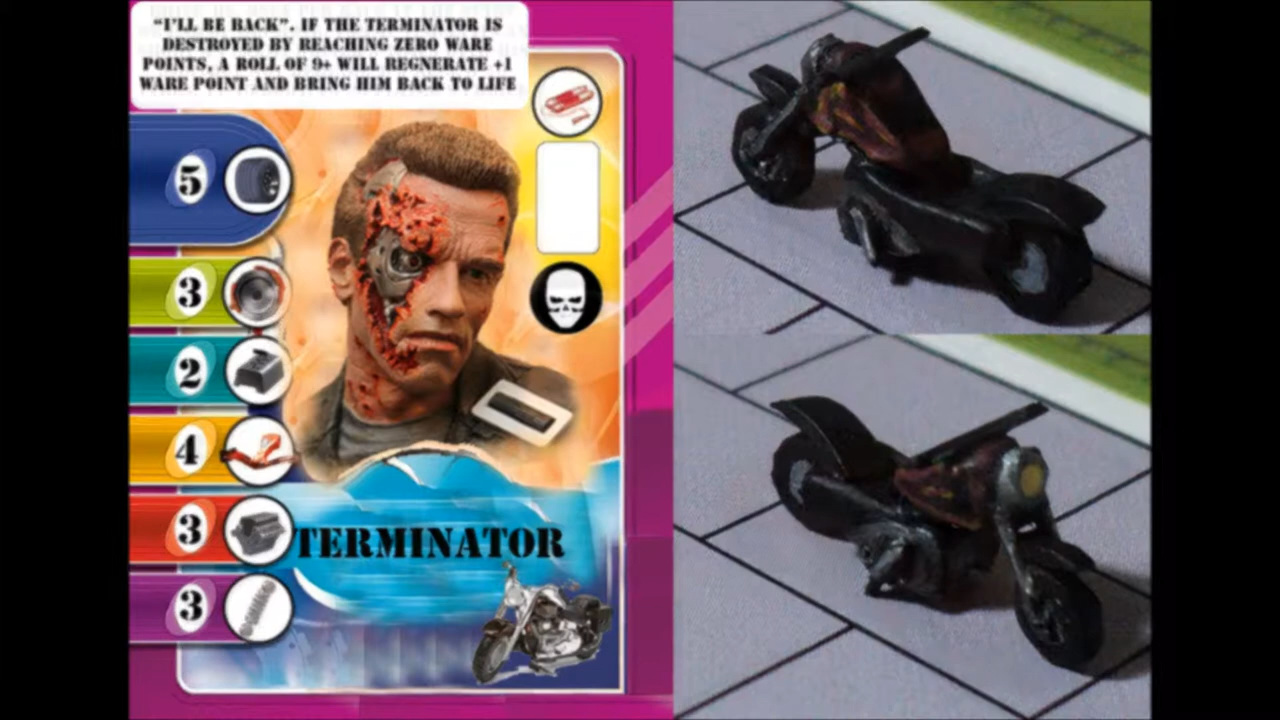 “I’LL BE BACK”. IF THE TERMINATOR IS
DESTROYED BY REACHING ZERO WARE
POINTS, A ROLL OF 9+ WILL REGNERATE +1
WARE POINT AND BRING HIM BACK TO LIFE
5
3
2
4
3
3
TERMINATOR